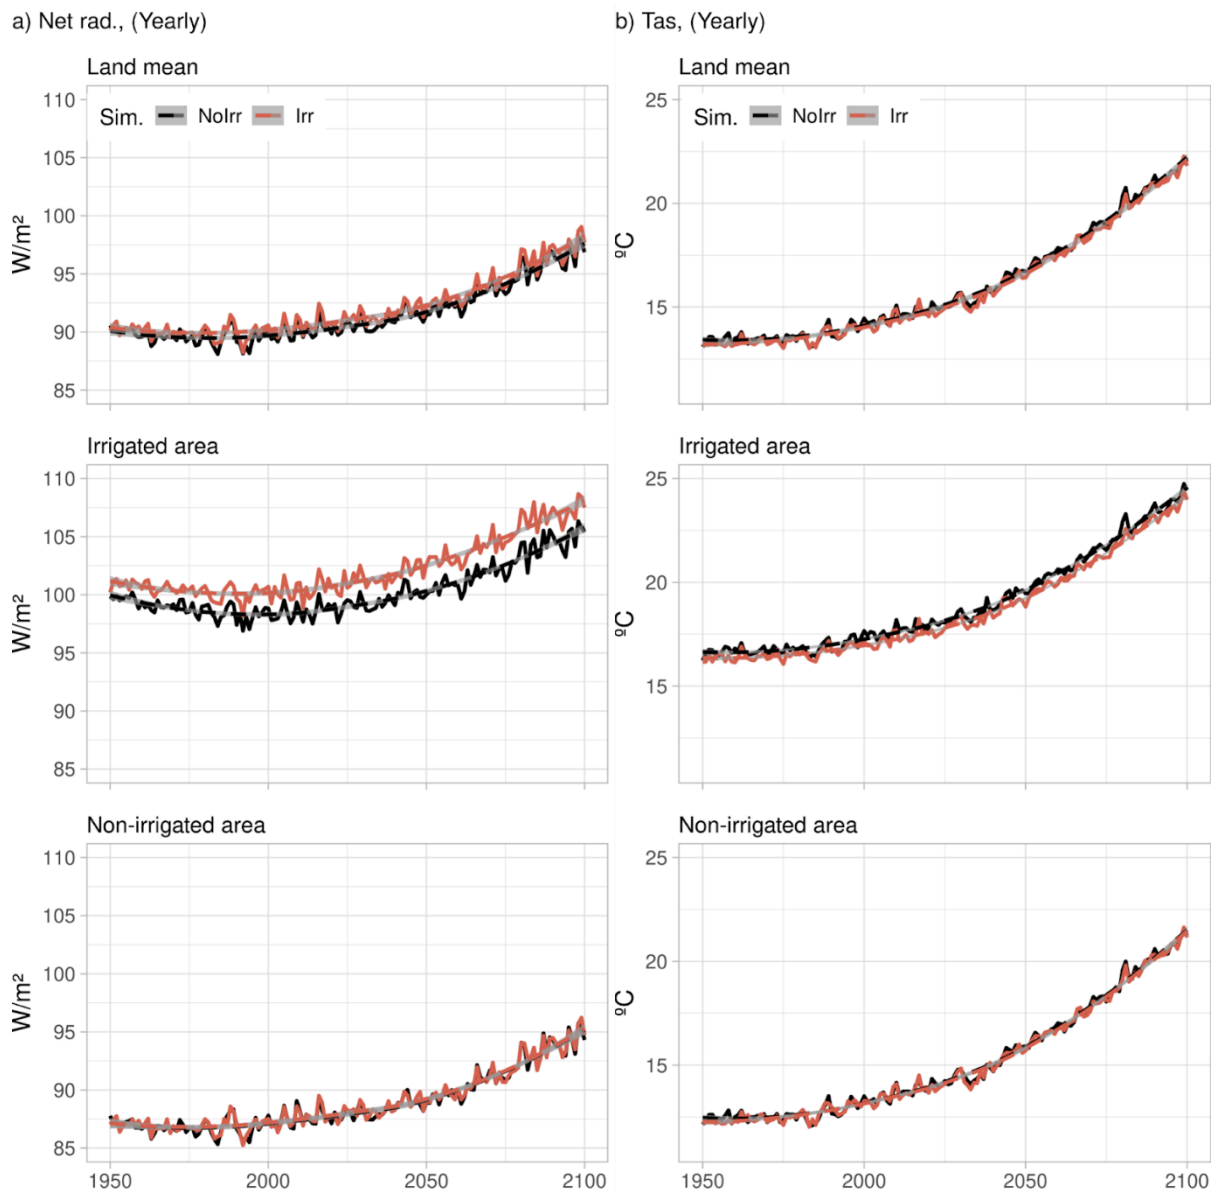 a) Net rad., (Yearly)
Land mean
110
105
100
95
90
85
W/m²
Sim. NoIrr Irr
Irrigated area
110
105
100
95
90
85
W/m²
Non-irrigated area
110
105
100
95
90
85
W/m²
1950 2000 2050 2100
b) Tas, (Yearly)
Land mean
25
20
15
ºC
Sim. NoIrr Irr
Irrigated area
25
20
15
ºC
Non-irrigated area
25
20
15
ºC
1950 2000 2050 2100